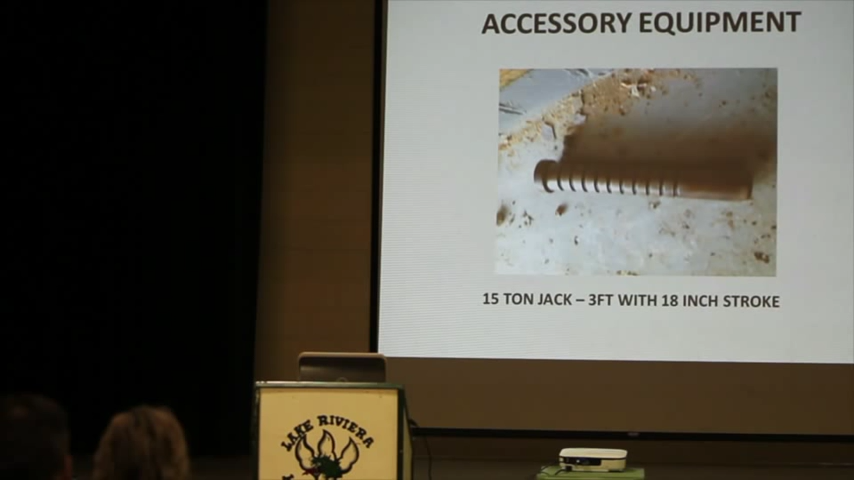 ACCESSORY EQUIPMENT
15 TON JACK – 3FT WITH 18 INCH STROKE
LAKE RIVIERA